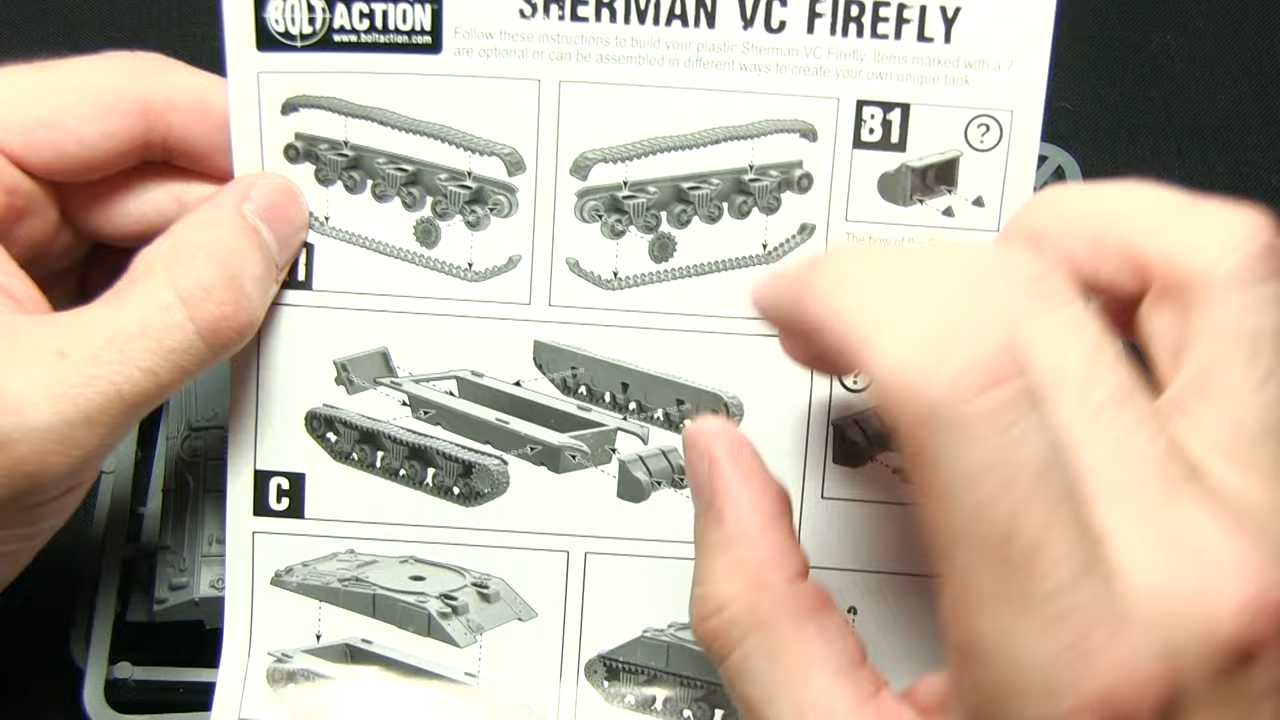 BOLT ACTION
www.boltaction.com
SHERMAN VC FIREFLY
Follow these instructions to build your plastic Sherman VC Firefly. Items marked with a ?
are optional or can be assembled in different ways to create your own unique tank
B1
?
The bow of
C